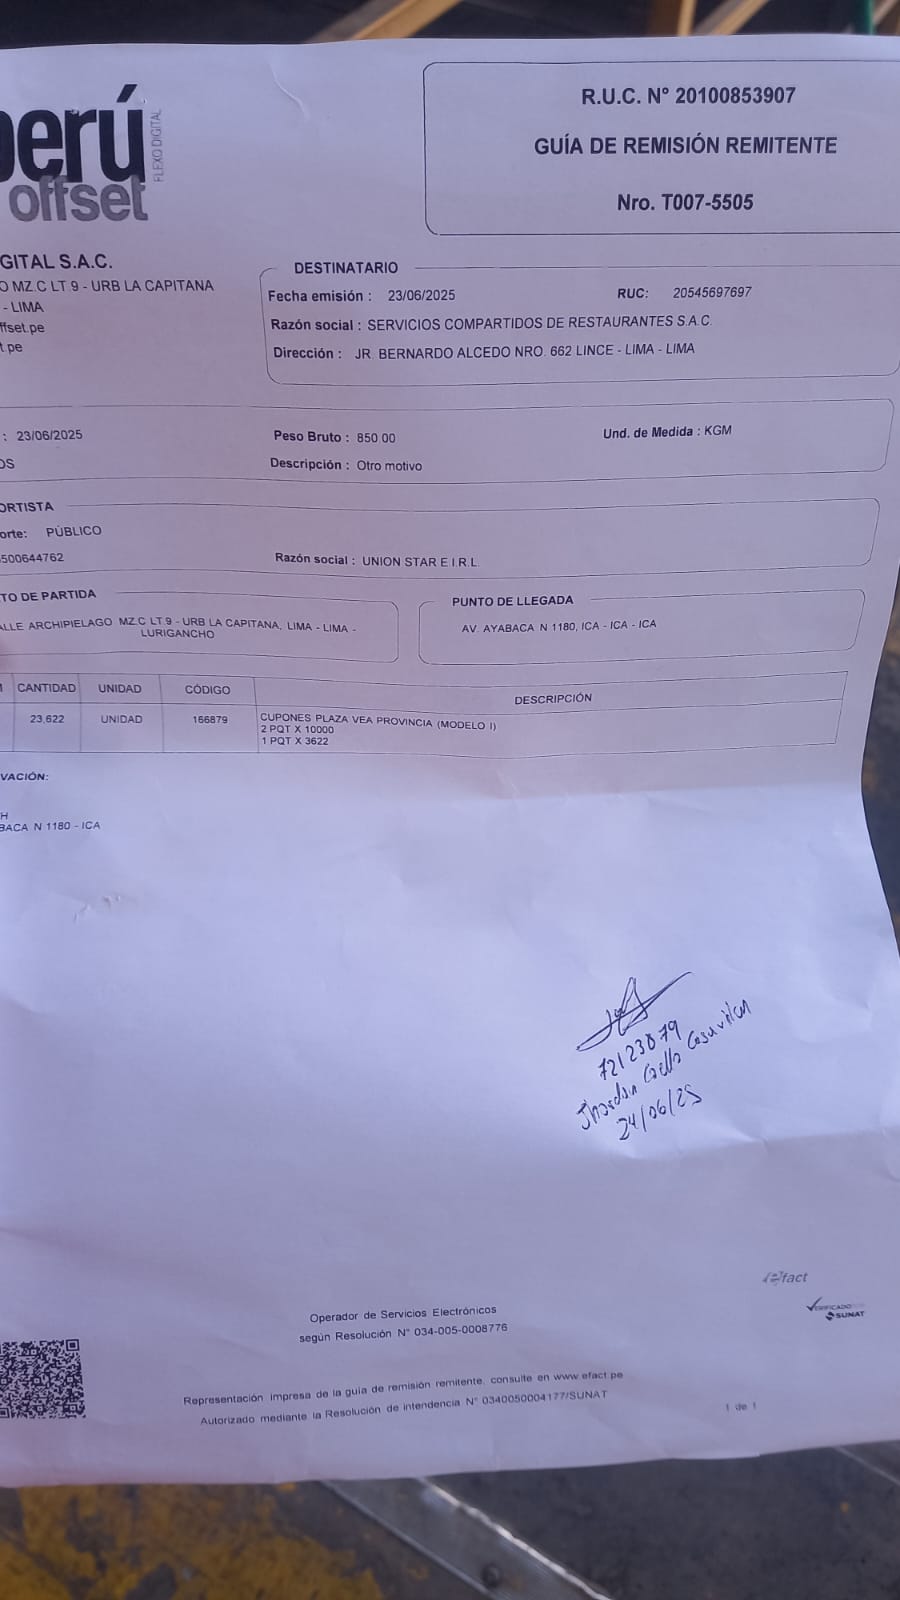 perú
offset
FLEXO DIGITAL
R.U.C. N° 20100853907
GUÍA DE REMISIÓN REMITENTE
Nro. T007-5505
GITAL S.A.C.
O MZ.C LT.9 - URB LA CAPITANA
- LIMA
ffset.pe
t.pe
DESTINATARIO
Fecha emisión : 23/06/2025 RUC: 20545697697
Razón social : SERVICIOS COMPARTIDOS DE RESTAURANTES S.A.C.
Dirección : JR. BERNARDO ALCEDO NRO. 662 LINCE - LIMA - LIMA
: 23/06/2025 Peso Bruto : 850.00 Und. de Medida : KGM
OS Descripción : Otro motivo
ORTISTA
orte: PÚBLICO
500644762 Razón social : UNION STAR E.I.R.L.
TO DE PARTIDA
ALLE ARCHIPIELAGO MZ.C LT.9 - URB LA CAPITANA, LIMA - LIMA -
LURIGANCHO
PUNTO DE LLEGADA
AV. AYABACA N 1180, ICA - ICA - ICA
CANTIDAD UNIDAD CÓDIGO DESCRIPCIÓN
23,622 UNIDAD 166879 CUPONES PLAZA VEA PROVINCIA (MODELO I)
2 PQT X 10000
1 PQT X 3622
VACIÓN:
H
BACA N 1180 - ICA
72123079
24/06/25
efact
VERIFICADO
SUNAT
Operador de Servicios Electrónicos
según Resolución N° 034-005-0008776
Representación impresa de la guia de remisión remitente, consulte en www.efact.pe
Autorizado mediante la Resolución de intendencia N° 0340050004177/SUNAT
1 de 1